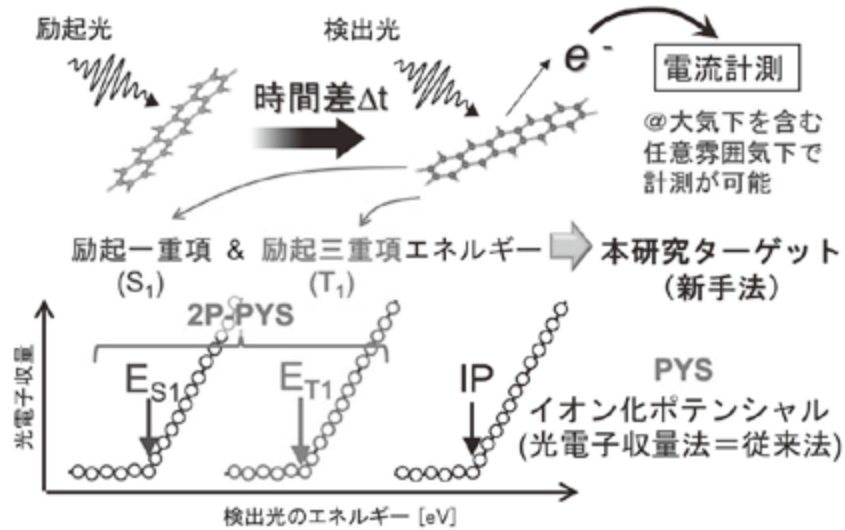 励起光
検出光
e-
電流計測
時間差Δt
@大気下を含む
任意雰囲気下で
計測が可能
励起一重項 & 励起三重項エネルギー
(S1)
(T1)
本研究ターゲット
(新手法)
2P-PYS
ES1
ET1
IP
PYS
イオン化ポテンシャル
(光電子収量法=従来法)
光電子収量
検出光のエネルギー [eV]